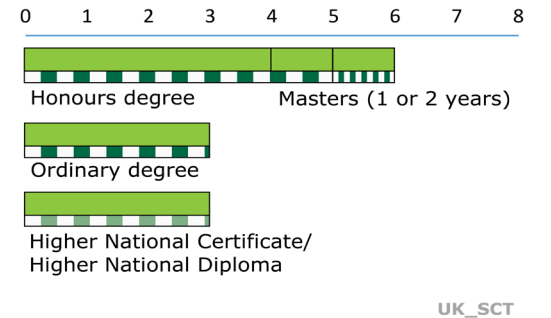 0 1 2 3 4 5 6 7 8
Honours degree Masters (1 or 2 years)
Ordinary degree
Higher National Certificate/
Higher National Diploma
UK_SCT